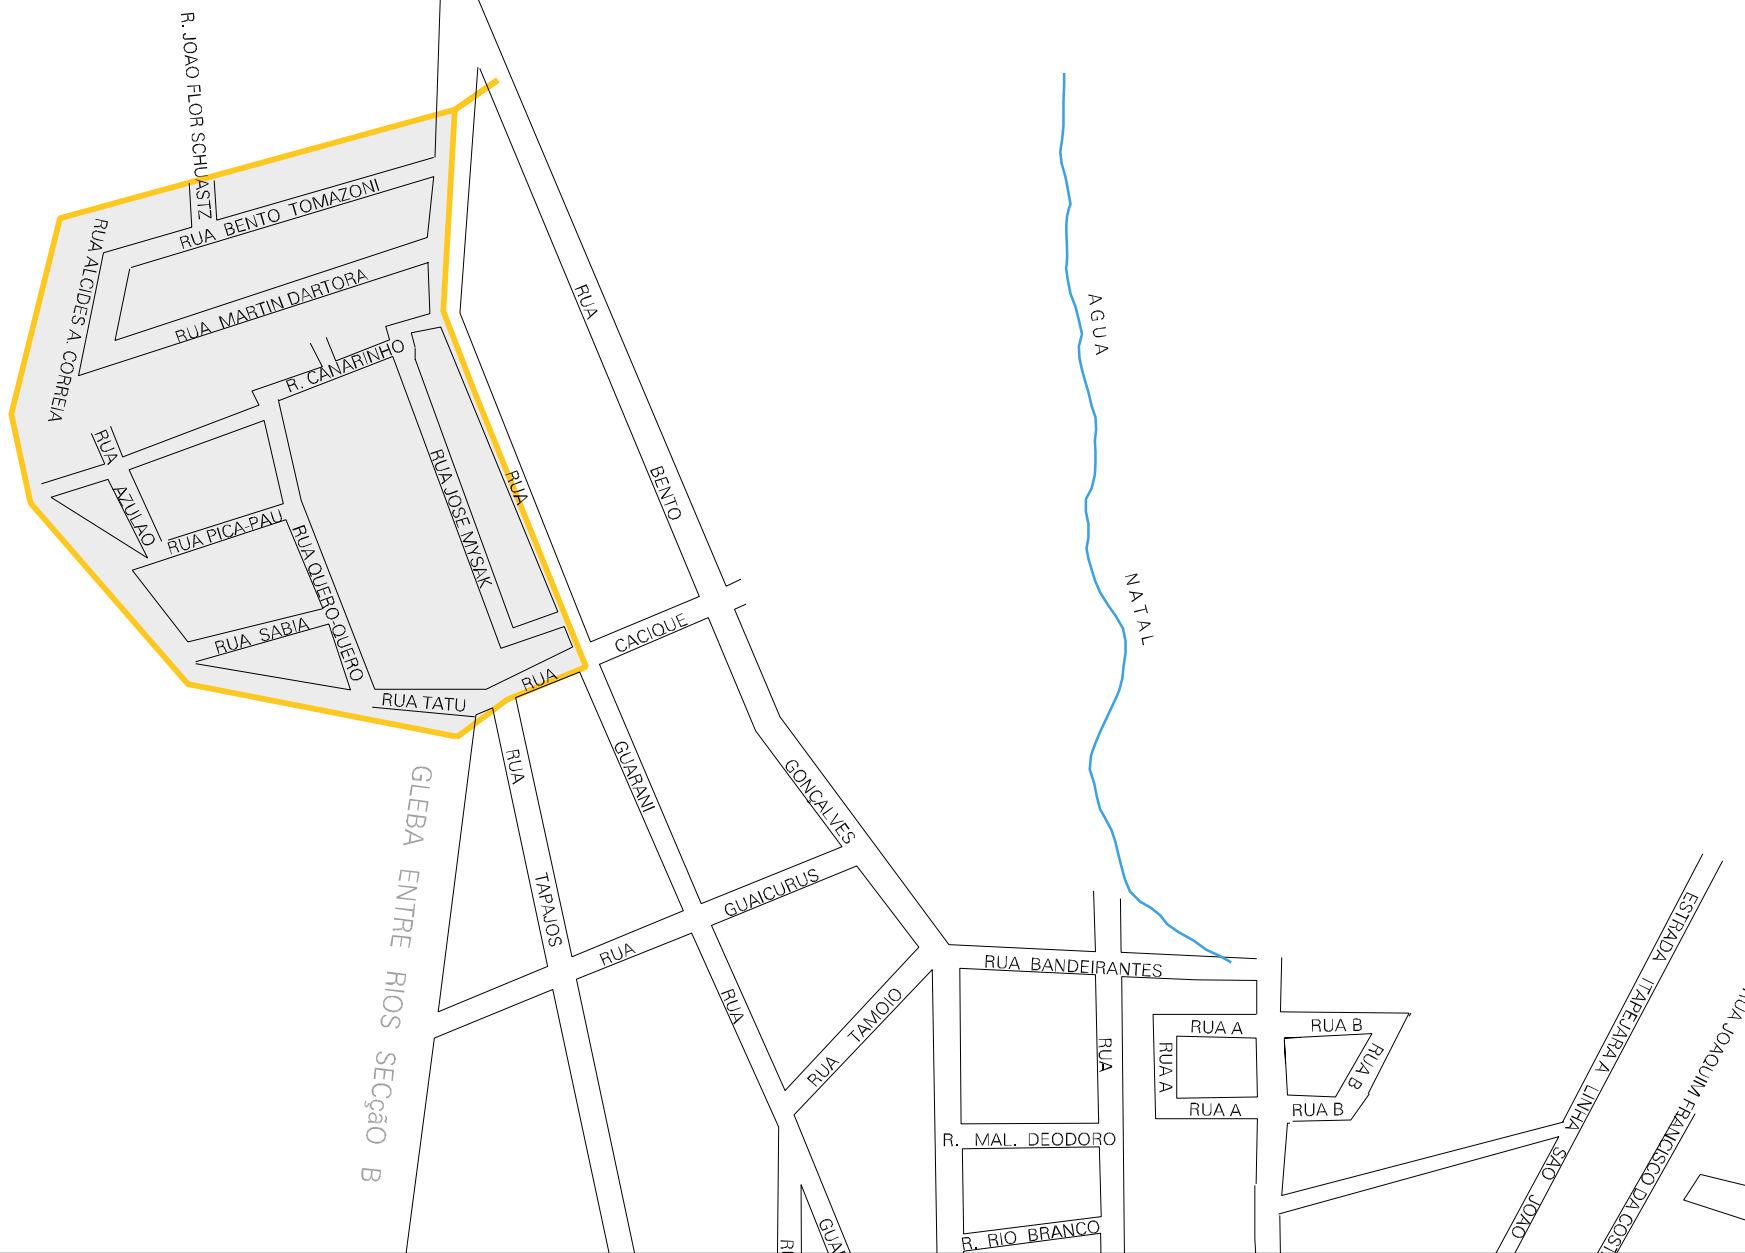 R. JOAO FLOR SCHUASTZ
RUA BENTO TOMAZONI
RUA ALCIDES A. CORREIA
RUA MARTIN DARTORA
R. CANARINHO
RUA
AZULAO
RUA PICA-PAU
RUA JOSE MYSAK
RUA QUERO-QUERO
RUA SABIA
RUA TATU
RUA
CACIQUE
RUA
GUARANI
RUA
RUA
BENTO
GONÇALVES
AGUA
NATAL
RUA
TAPAJOS
RUA
GUAICURUS
RUA TAMOIO
RUA BANDEIRANTES
GLEBA ENTRE RIOS SECçãO B
RUA
RUA A
RUA A
RUA A
RUA B
RUA B
RUA B
R. MAL. DEODORO
R. RIO BRANCO
ESTRADA ITAPEJARA A LINHA SAO JOAO
RUA JOAQUIM FRANCISCO DA